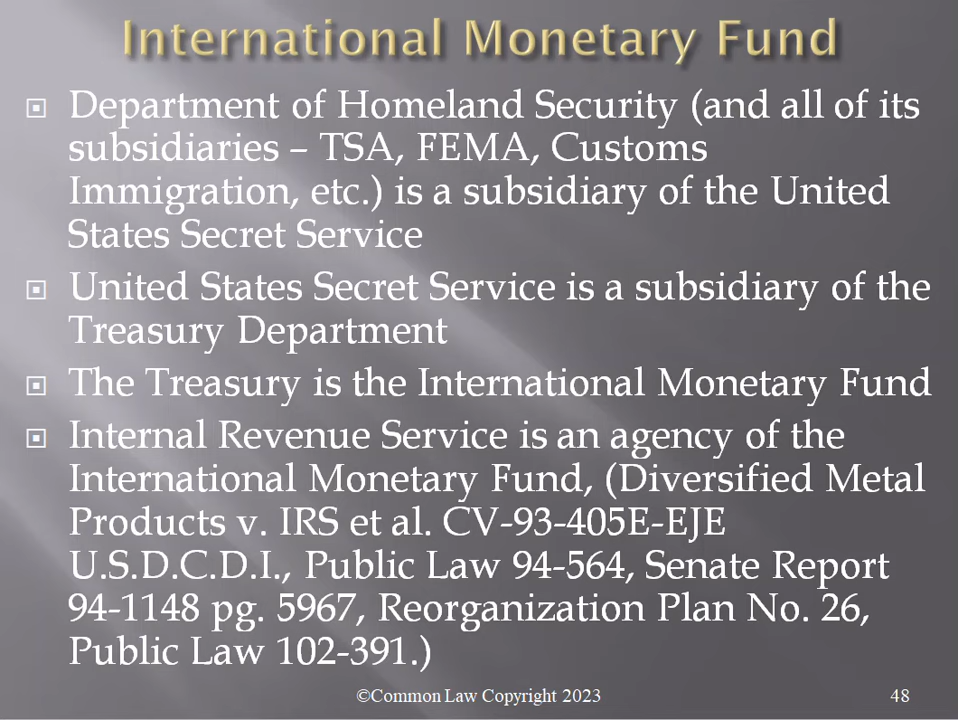 International Monetary Fund
Department of Homeland Security (and all of its
subsidiaries – TSA, FEMA, Customs
Immigration, etc.) is a subsidiary of the United
States Secret Service
United States Secret Service is a subsidiary of the
Treasury Department
The Treasury is the International Monetary Fund
Internal Revenue Service is an agency of the
International Monetary Fund, (Diversified Metal
Products v. IRS et al. CV-93-405E-EJE
U.S.D.C.D.I., Public Law 94-564, Senate Report
94-1148 pg. 5967, Reorganization Plan No. 26,
Public Law 102-391.)
©Common Law Copyright 2023 48